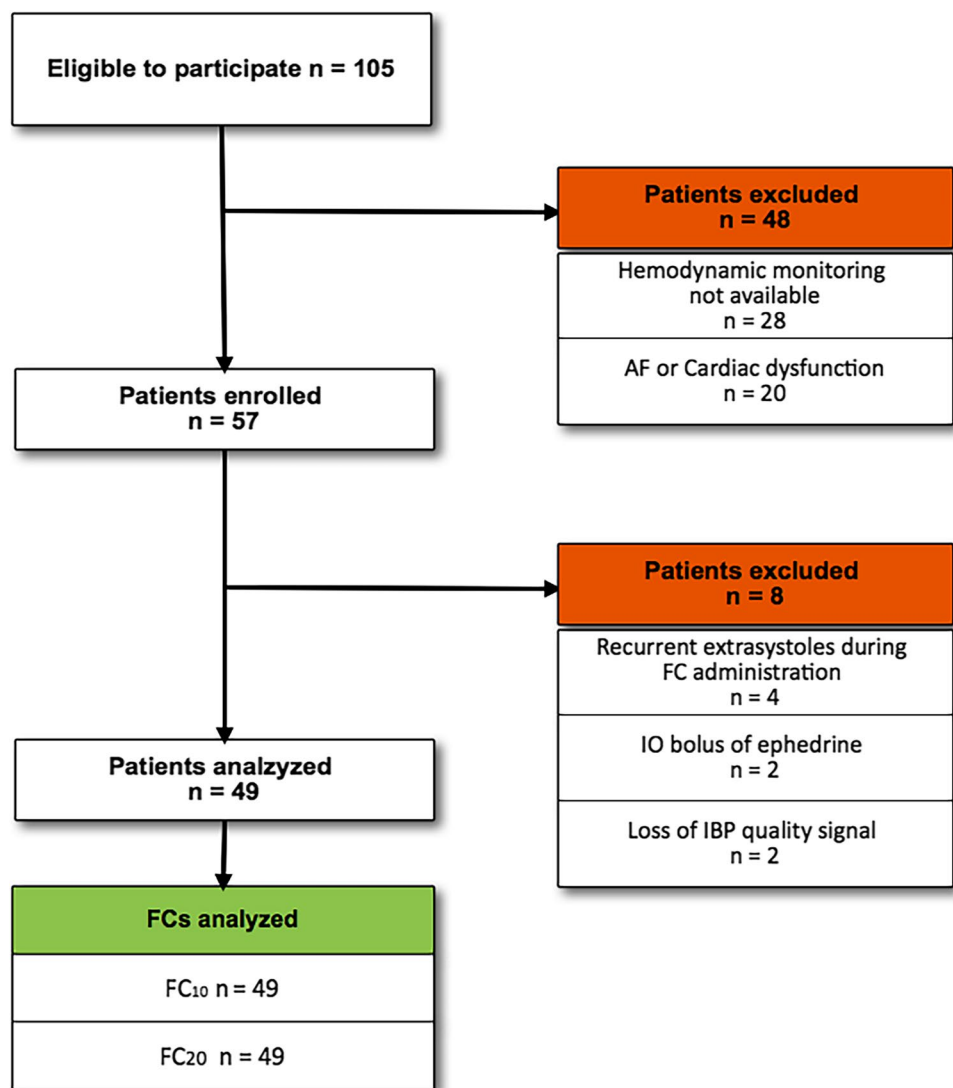 Eligible to participate n = 105
Patients excluded
n = 48
Hemodynamic monitoring
not available
n = 28
AF or Cardiac dysfunction
n = 20
Patients enrolled
n = 57
Patients excluded
n = 8
Recurrent extrasystoles during
FC administration
n = 4
IO bolus of ephedrine
n = 2
Loss of IBP quality signal
n = 2
Patients analzyzed
n = 49
FCs analyzed
FC₁₀ n = 49
FC₂₀ n = 49